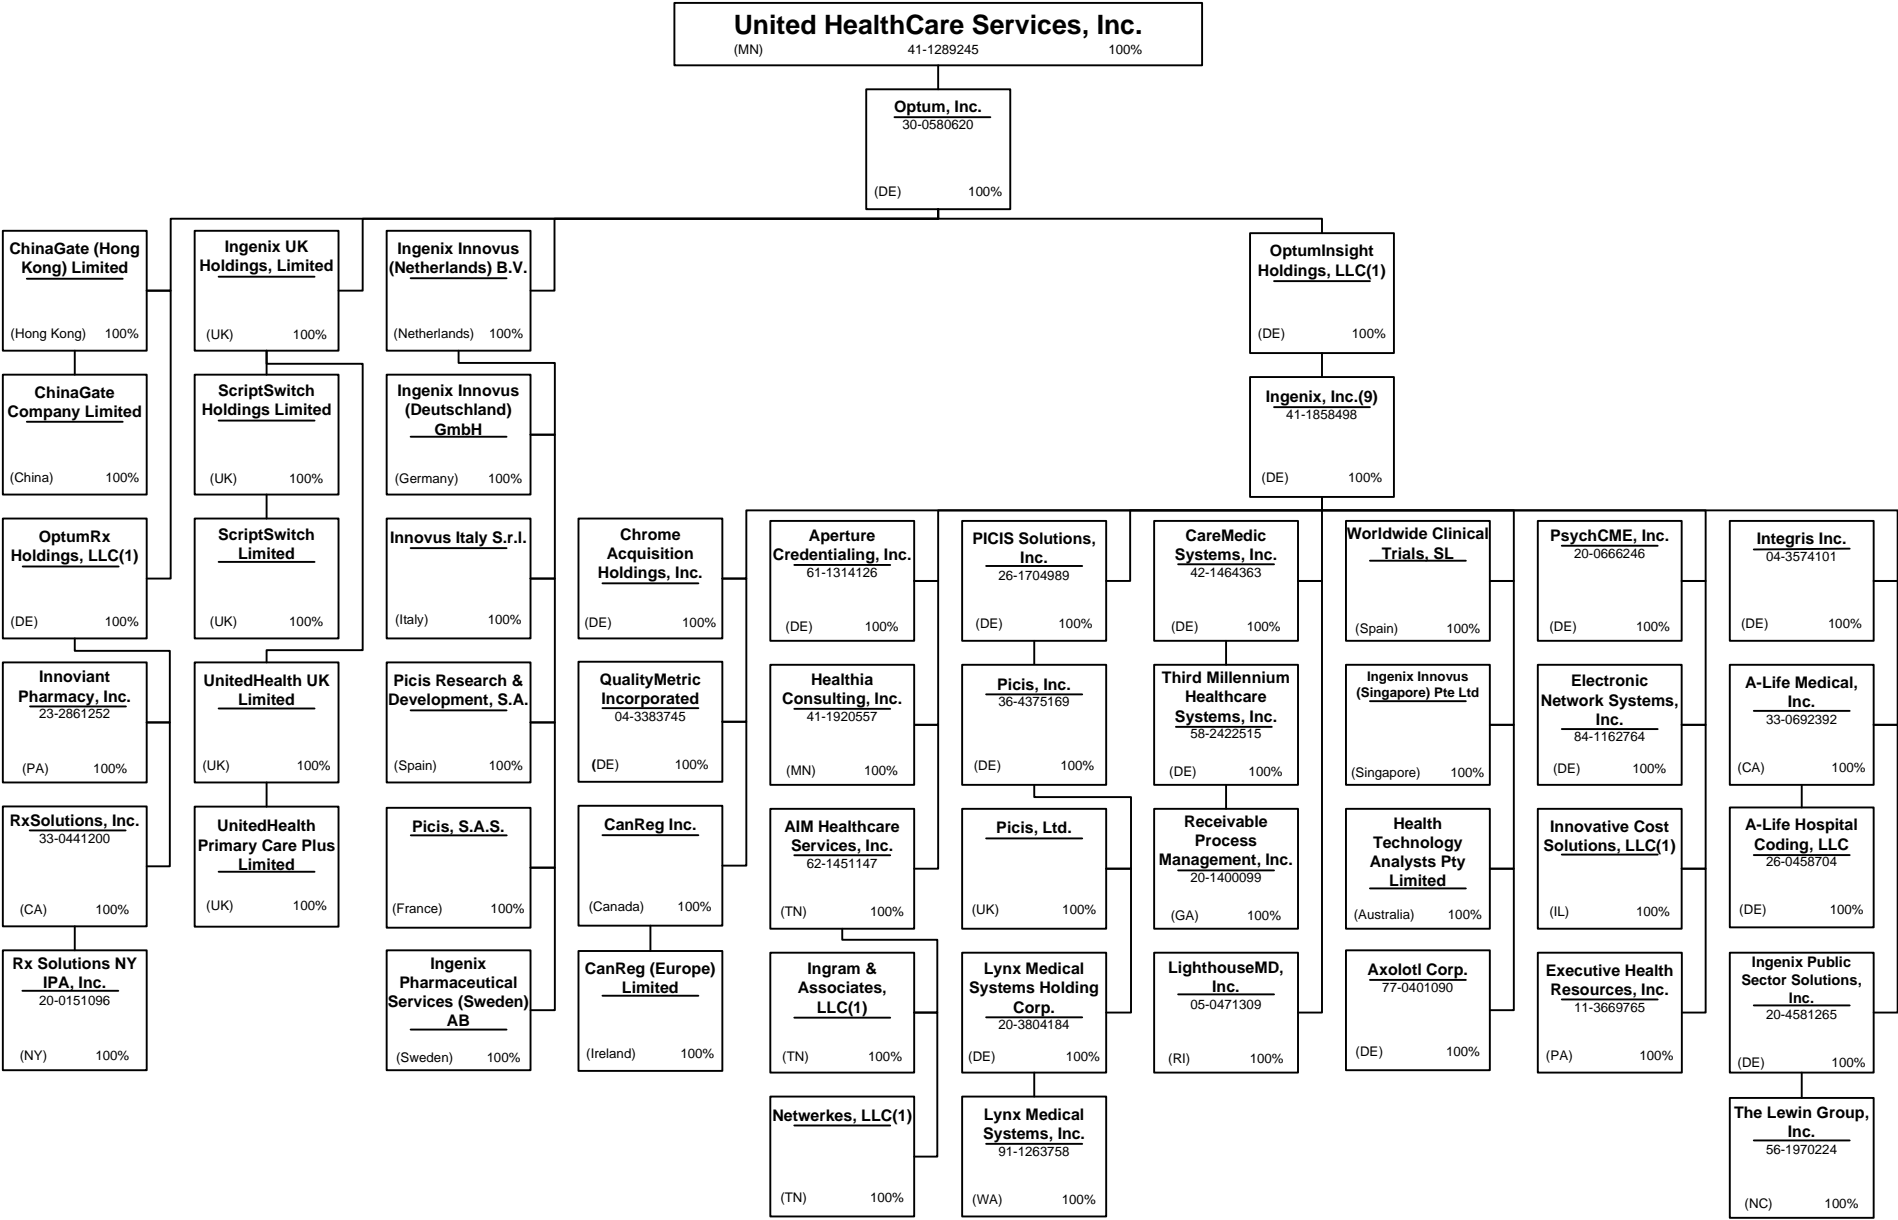 United HealthCare Services, Inc.
(MN) 41-1289245 100%
Optum, Inc.
30-0580620
(DE) 100%
ChinaGate (Hong
Kong) Limited
(Hong Kong) 100%
Ingenix UK
Holdings, Limited
(UK) 100%
Ingenix Innovus
(Netherlands) B.V.
(Netherlands) 100%
OptumInsight
Holdings, LLC(1)
(DE) 100%
ChinaGate
Company Limited
(China) 100%
ScriptSwitch
Holdings Limited
(UK) 100%
Ingenix Innovus
(Deutschland)
GmbH
(Germany) 100%
Ingenix, Inc.(9)
41-1858498
(DE) 100%
OptumRx
Holdings, LLC(1)
(DE) 100%
ScriptSwitch
Limited
(UK) 100%
Innovus Italy S.r.l.
(Italy) 100%
Chrome
Acquisition
Holdings, Inc.
(DE) 100%
Aperture
Credentialing, Inc.
61-1314126
(DE) 100%
PICIS Solutions,
Inc.
26-1704989
(DE) 100%
CareMedic
Systems, Inc.
42-1464363
(DE) 100%
Worldwide Clinical
Trials, SL
(Spain) 100%
PsychCME, Inc.
20-0666246
(DE) 100%
Integris Inc.
04-3574101
(DE) 100%
Innoviant
Pharmacy, Inc.
23-2861252
(PA) 100%
UnitedHealth UK
Limited
(UK) 100%
Picis Research &
Development, S.A.
(Spain) 100%
QualityMetric
Incorporated
04-3383745
(DE) 100%
Healthia
Consulting, Inc.
41-1920557
(MN) 100%
Picis, Inc.
36-4375169
(DE) 100%
Third Millennium
Healthcare
Systems, Inc.
58-2422515
(DE) 100%
Ingenix Innovus
(Singapore) Pte Ltd
(Singapore) 100%
Electronic
Network Systems,
Inc.
84-1162764
(DE) 100%
A-Life Medical,
Inc.
33-0692392
(CA) 100%
RxSolutions, Inc.
33-0441200
(CA) 100%
UnitedHealth
Primary Care Plus
Limited
(UK) 100%
Picis, S.A.S.
(France) 100%
CanReg Inc.
(Canada) 100%
AIM Healthcare
Services, Inc.
62-1451147
(TN) 100%
Picis, Ltd.
(UK) 100%
Receivable
Process
Management, Inc.
20-1400099
(GA) 100%
Health
Technology
Analysts Pty
Limited
(Australia) 100%
Innovative Cost
Solutions, LLC(1)
(IL) 100%
A-Life Hospital
Coding, LLC
26-0458704
(DE) 100%
Rx Solutions NY
IPA, Inc.
20-0151096
(NY) 100%
Ingenix
Pharmaceutical
Services (Sweden)
AB
(Sweden) 100%
CanReg (Europe)
Limited
(Ireland) 100%
Ingram &
Associates,
LLC(1)
(TN) 100%
Lynx Medical
Systems Holding
Corp.
20-3804184
(DE) 100%
LighthouseMD,
Inc.
05-0471309
(RI) 100%
Axolotl Corp.
77-0401090
(DE) 100%
Executive Health
Resources, Inc.
11-3669765
(PA) 100%
Ingenix Public
Sector Solutions,
Inc.
20-4581265
(DE) 100%
Netwerkes, LLC(1)
(TN) 100%
Lynx Medical
Systems, Inc.
91-1263758
(WA) 100%
The Lewin Group,
Inc.
56-1970224
(NC) 100%